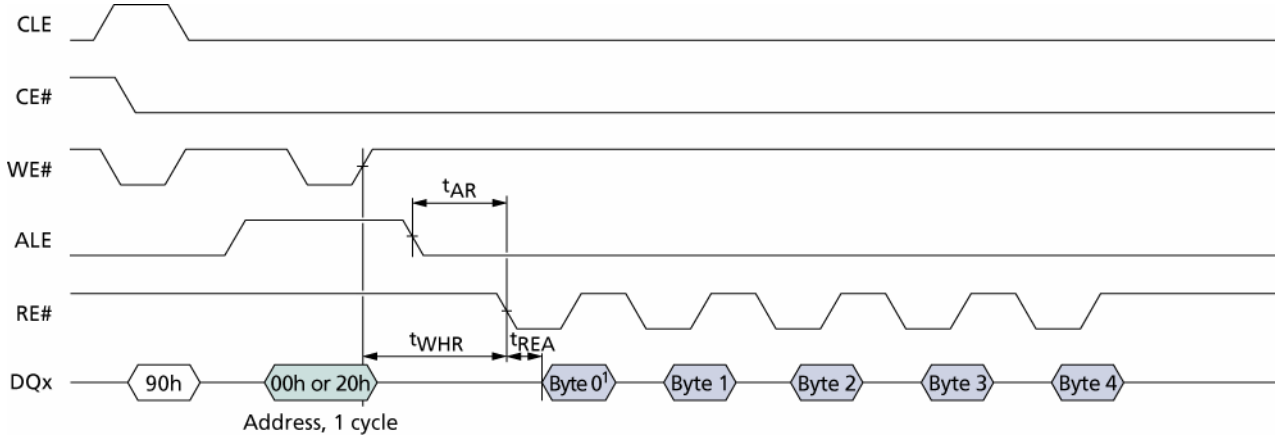 CLE
CE#
WE#
tAR
ALE
RE#
tWHR
tREA
DQx
90h
00h or 20h
Byte 0¹
Byte 1
Byte 2
Byte 3
Byte 4
Address, 1 cycle